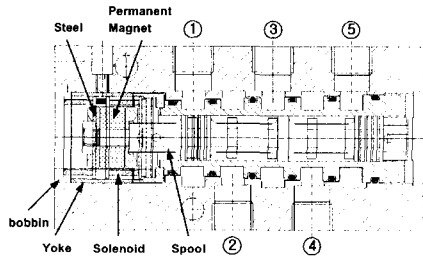 Permanent
Magnet
Steel
①
③
⑤
bobbin
Yoke
Solenoid
Spool
②
④